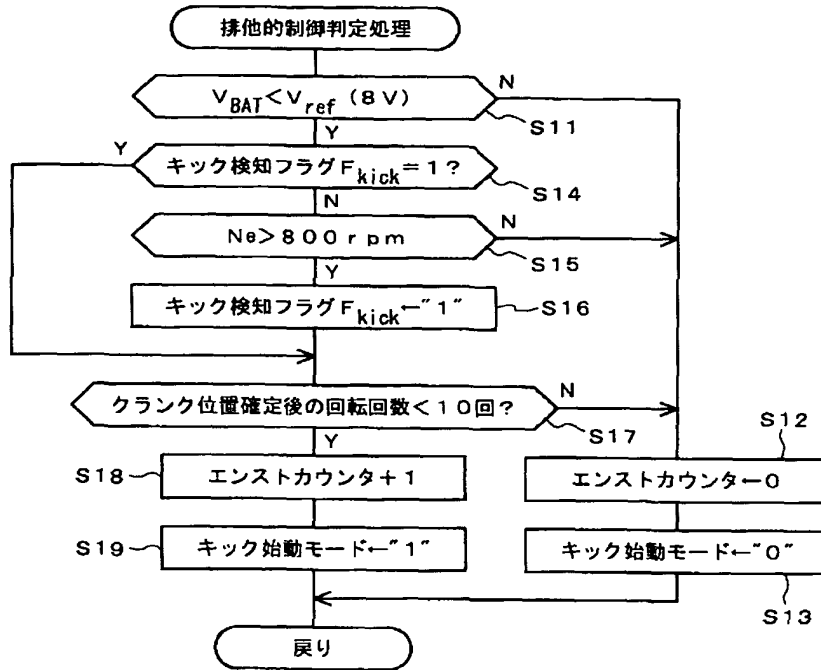 排他的制御判定処理
N
V_BAT<V_ref (8V)
S11
Y
Y
キック検知フラグF_kick=1?
S14
N
N
Ne>800rpm
S15
Y
キック検知フラグF_kick←"1"
S16
クランク位置確定後の回転回数<10回?
N
S17
Y
S12
S18
エンストカウンタ+1
エンストカウンタ←0
S19
キック始動モード←"1"
キック始動モード←"0"
S13
戻り